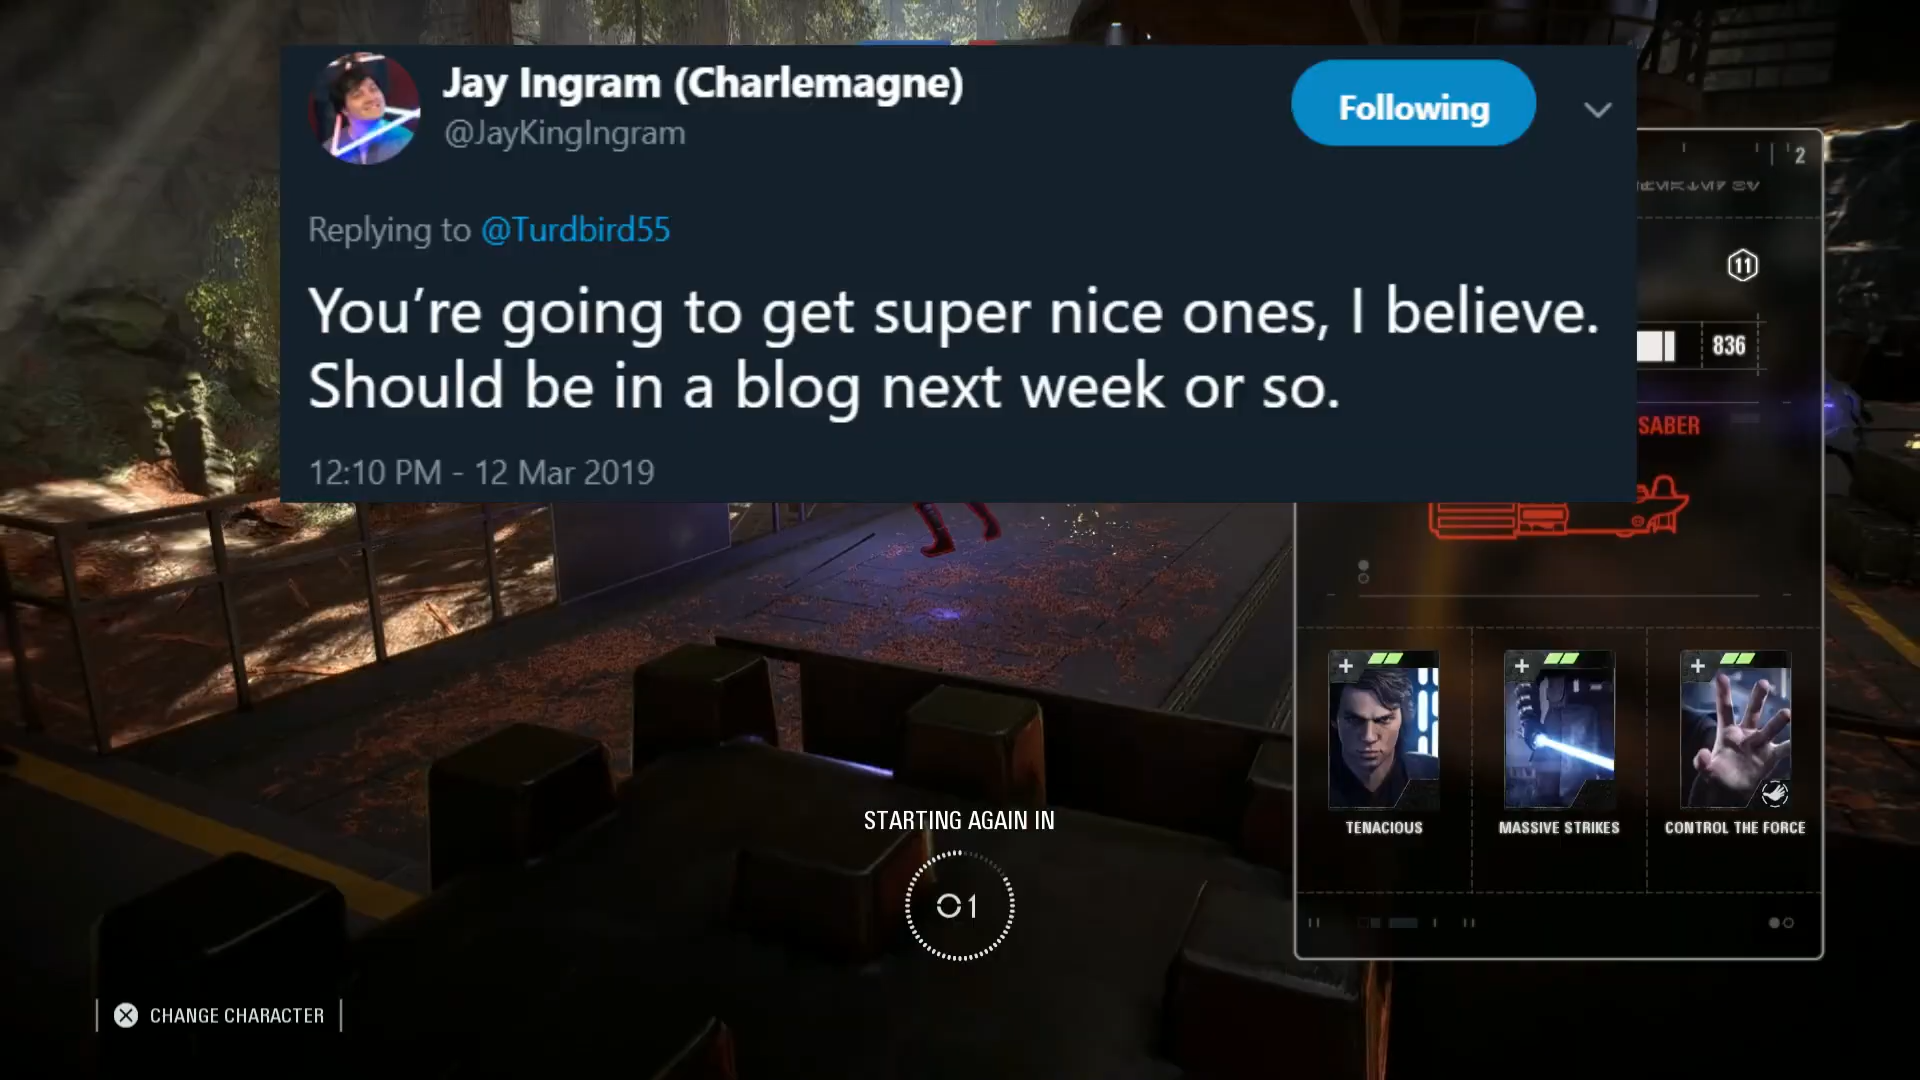 Jay Ingram (Charlemagne)
@JayKingIngram
Following
Replying to @Turdbird55
You’re going to get super nice ones, I believe.
Should be in a blog next week or so.
12:10 PM - 12 Mar 2019
2
11
836
SABER
TENACIOUS
MASSIVE STRIKES
CONTROL THE FORCE
STARTING AGAIN IN
01
CHANGE CHARACTER